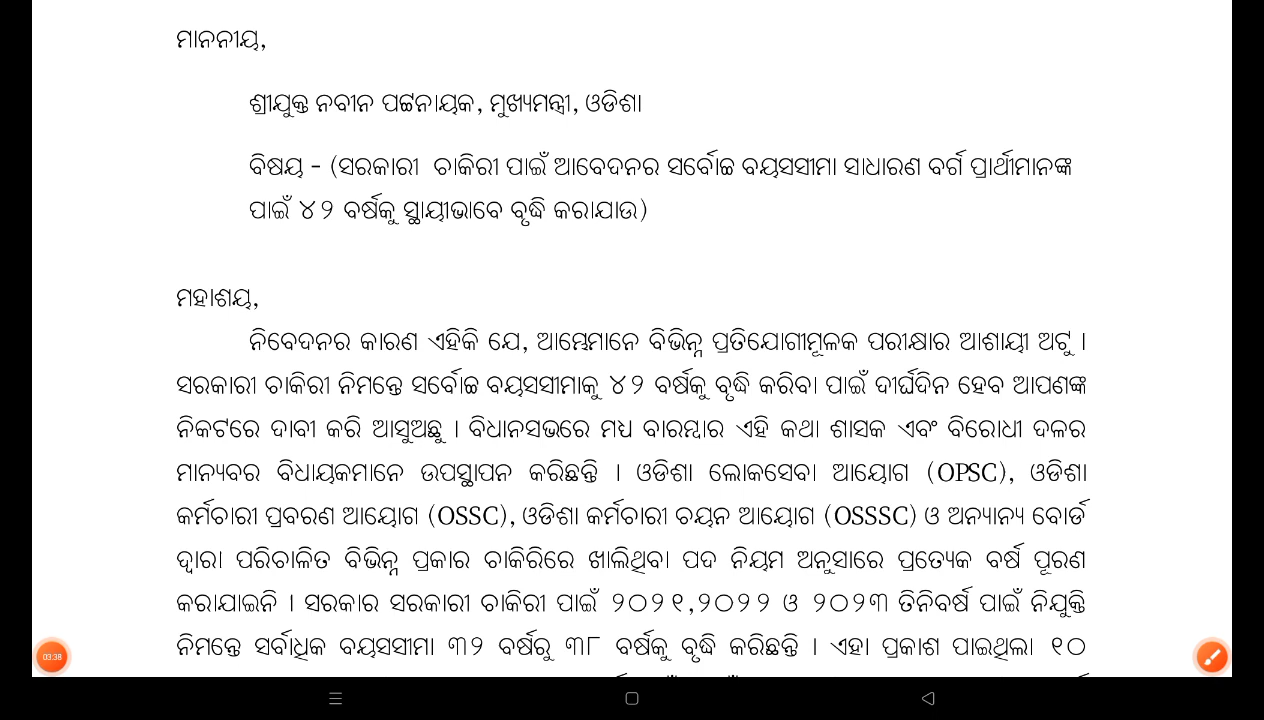 ମାନନୀୟ,
ଶ୍ରୀଯୁକ୍ତ ନବୀନ ପଟ୍ଟନାୟକ, ମୁଖ୍ୟମନ୍ତ୍ରୀ, ଓଡିଶା
ବିଷୟ - (ସରକାରୀ ଚାକିରୀ ପାଇଁ ଆବେଦନର ସର୍ବୋଚ୍ଚ ବୟସସୀମା ସାଧାରଣ ବର୍ଗ ପ୍ରାର୍ଥୀମାନଙ୍କ
ପାଇଁ ୪୨ ବର୍ଷକୁ ସ୍ଥାୟୀଭାବେ ବୃଦ୍ଧି କରାଯାଉ)
ମହାଶୟ,
ନିବେଦନର କାରଣ ଏହିକି ଯେ, ଆମ୍ଭେମାନେ ବିଭିନ୍ନ ପ୍ରତିଯୋଗୀମୂଳକ ପରୀକ୍ଷାର ଆଶାୟୀ ଅଟୁ ।
ସରକାରୀ ଚାକିରୀ ନିମନ୍ତେ ସର୍ବୋଚ୍ଚ ବୟସସୀମାକୁ ୪୨ ବର୍ଷକୁ ବୃଦ୍ଧି କରିବା ପାଇଁ ଦୀର୍ଘଦିନ ହେବ ଆପଣଙ୍କ
ନିକଟରେ ଦାବୀ କରି ଆସୁଅଛୁ । ବିଧାନସଭରେ ମଧ୍ୟ ବାରମ୍ବାର ଏହି କଥା ଶାସକ ଏବଂ ବିରୋଧୀ ଦଳର
ମାନ୍ୟବର ବିଧାୟକମାନେ ଉପସ୍ଥାପନ କରିଛନ୍ତି । ଓଡିଶା ଲୋକସେବା ଆୟୋଗ (OPSC), ଓଡିଶା
କର୍ମଚାରୀ ପ୍ରବରଣ ଆୟୋଗ (OSSC), ଓଡିଶା କର୍ମଚାରୀ ଚୟନ ଆୟୋଗ (OSSSC) ଓ ଅନ୍ୟାନ୍ୟ ବୋର୍ଡ
ଦ୍ୱାରା ପରିଚାଳିତ ବିଭିନ୍ନ ପ୍ରକାର ଚାକିରିରେ ଖାଲିଥିବା ପଦ ନିୟମ ଅନୁସାରେ ପ୍ରତ୍ୟେକ ବର୍ଷ ପୂରଣ
କରାଯାଇନି । ସରକାର ସରକାରୀ ଚାକିରୀ ପାଇଁ ୨୦୨୧,୨୦୨୨ ଓ ୨୦୨୩ ତିନିବର୍ଷ ପାଇଁ ନିଯୁକ୍ତି
ନିମନ୍ତେ ସର୍ବାଧିକ ବୟସସୀମା ୩୨ ବର୍ଷରୁ ୩୮ ବର୍ଷକୁ ବୃଦ୍ଧି କରିଛନ୍ତି । ଏହା ପ୍ରକାଶ ପାଇଥିଲା ୧୦
03:38